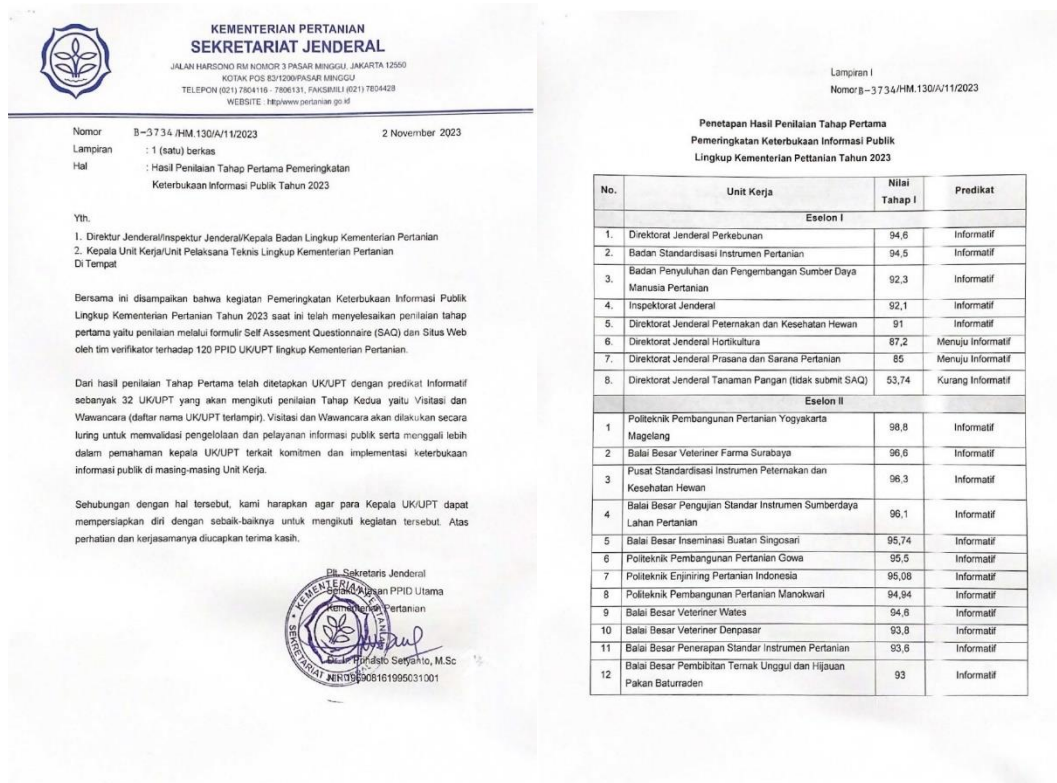 KEMENTERIAN PERTANIAN
SEKRETARIAT JENDERAL
JALAN HARSONO RM NOMOR 3 PASAR MINGGU, JAKARTA 12550
KOTAK POS 83/1200/PASAR MINGGU
TELEPON (021) 7804116 - 7806131, FAKSIMILI (021) 7804428
WEBSITE : http/www.pertanian.go.id
Nomor B-3734/HM.130/A/11/2023 2 November 2023
Lampiran : 1 (satu) berkas
Hal : Hasil Penilaian Tahap Pertama Pemeringkatan
Keterbukaan Informasi Publik Tahun 2023
Yth.
1. Direktur Jenderal/Inspektur Jenderal/Kepala Badan Lingkup Kementerian Pertanian
2. Kepala Unit Kerja/Unit Pelaksana Teknis Lingkup Kementerian Pertanian
Di Tempat
Bersama ini disampaikan bahwa kegiatan Pemeringkatan Keterbukaan Informasi Publik
Lingkup Kementerian Pertanian Tahun 2023 saat ini telah menyelesaikan penilaian tahap
pertama yaitu penilaian melalui formulir Self Assesment Questionnaire (SAQ) dan Situs Web
oleh tim verifikator terhadap 120 PPID UK/UPT lingkup Kementerian Pertanian.
Dari hasil penilaian Tahap Pertama telah ditetapkan UK/UPT dengan predikat Informatif
sebanyak 32 UK/UPT yang akan mengikuti penilaian Tahap Kedua yaitu Visitasi dan
Wawancara (daftar nama UK/UPT terlampir). Visitasi dan Wawancara akan dilakukan secara
luring untuk memvalidasi pengelolaan dan pelayanan informasi publik serta menggali lebih
dalam pemahaman kepala UK/UPT terkait komitmen dan implementasi keterbukaan
informasi publik di masing-masing Unit Kerja.
Sehubungan dengan hal tersebut, kami harapkan agar para Kepala UK/UPT dapat
mempersiapkan diri dengan sebaik-baiknya untuk mengikuti kegiatan tersebut. Atas
perhatian dan kerjasamanya diucapkan terima kasih.
Plt. Sekretaris Jenderal
Selaku Atasan PPID Utama
Kementerian Pertanian
KEMENTERIAN PERTANIAN
SEKRETARIAT JENDERAL
Setyanto, M.Sc
196908161995031001
Lampiran I
Nomor B-3734/HM.130/A/11/2023
Penetapan Hasil Penilaian Tahap Pertama
Pemeringkatan Keterbukaan Informasi Publik
Lingkup Kementerian Pettanian Tahun 2023
No. Unit Kerja Nilai Tahap I Predikat
Eselon I
1. Direktorat Jenderal Perkebunan 94,6 Informatif
2. Badan Standardisasi Instrumen Pertanian 94,5 Informatif
3. Badan Penyuluhan dan Pengembangan Sumber Daya
Manusia Pertanian 92,3 Informatif
4. Inspektorat Jenderal 92,1 Informatif
5. Direktorat Jenderal Peternakan dan Kesehatan Hewan 91 Informatif
6. Direktorat Jenderal Hortikultura 87,2 Menuju Informatif
7. Direktorat Jenderal Prasana dan Sarana Pertanian 85 Menuju Informatif
8. Direktorat Jenderal Tanaman Pangan (tidak submit SAQ) 53,74 Kurang Informatif
Eselon II
1 Politeknik Pembangunan Pertanian Yogyakarta
Magelang 98,8 Informatif
2 Balai Besar Veteriner Farma Surabaya 96,6 Informatif
3 Pusat Standardisasi Instrumen Peternakan dan
Kesehatan Hewan 96,3 Informatif
4 Balai Besar Pengujian Standar Instrumen Sumberdaya
Lahan Pertanian 96,1 Informatif
5 Balai Besar Inseminasi Buatan Singosari 95,74 Informatif
6 Politeknik Pembangunan Pertanian Gowa 95,5 Informatif
7 Politeknik Enjiniring Pertanian Indonesia 95,08 Informatif
8 Politeknik Pembangunan Pertanian Manokwari 94,94 Informatif
9 Balai Besar Veteriner Wates 94,6 Informatif
10 Balai Besar Veteriner Denpasar 93,8 Informatif
11 Balai Besar Penerapan Standar Instrumen Pertanian 93,6 Informatif
12 Balai Besar Pembibitan Ternak Unggul dan Hijauan
Pakan Baturraden 93 Informatif